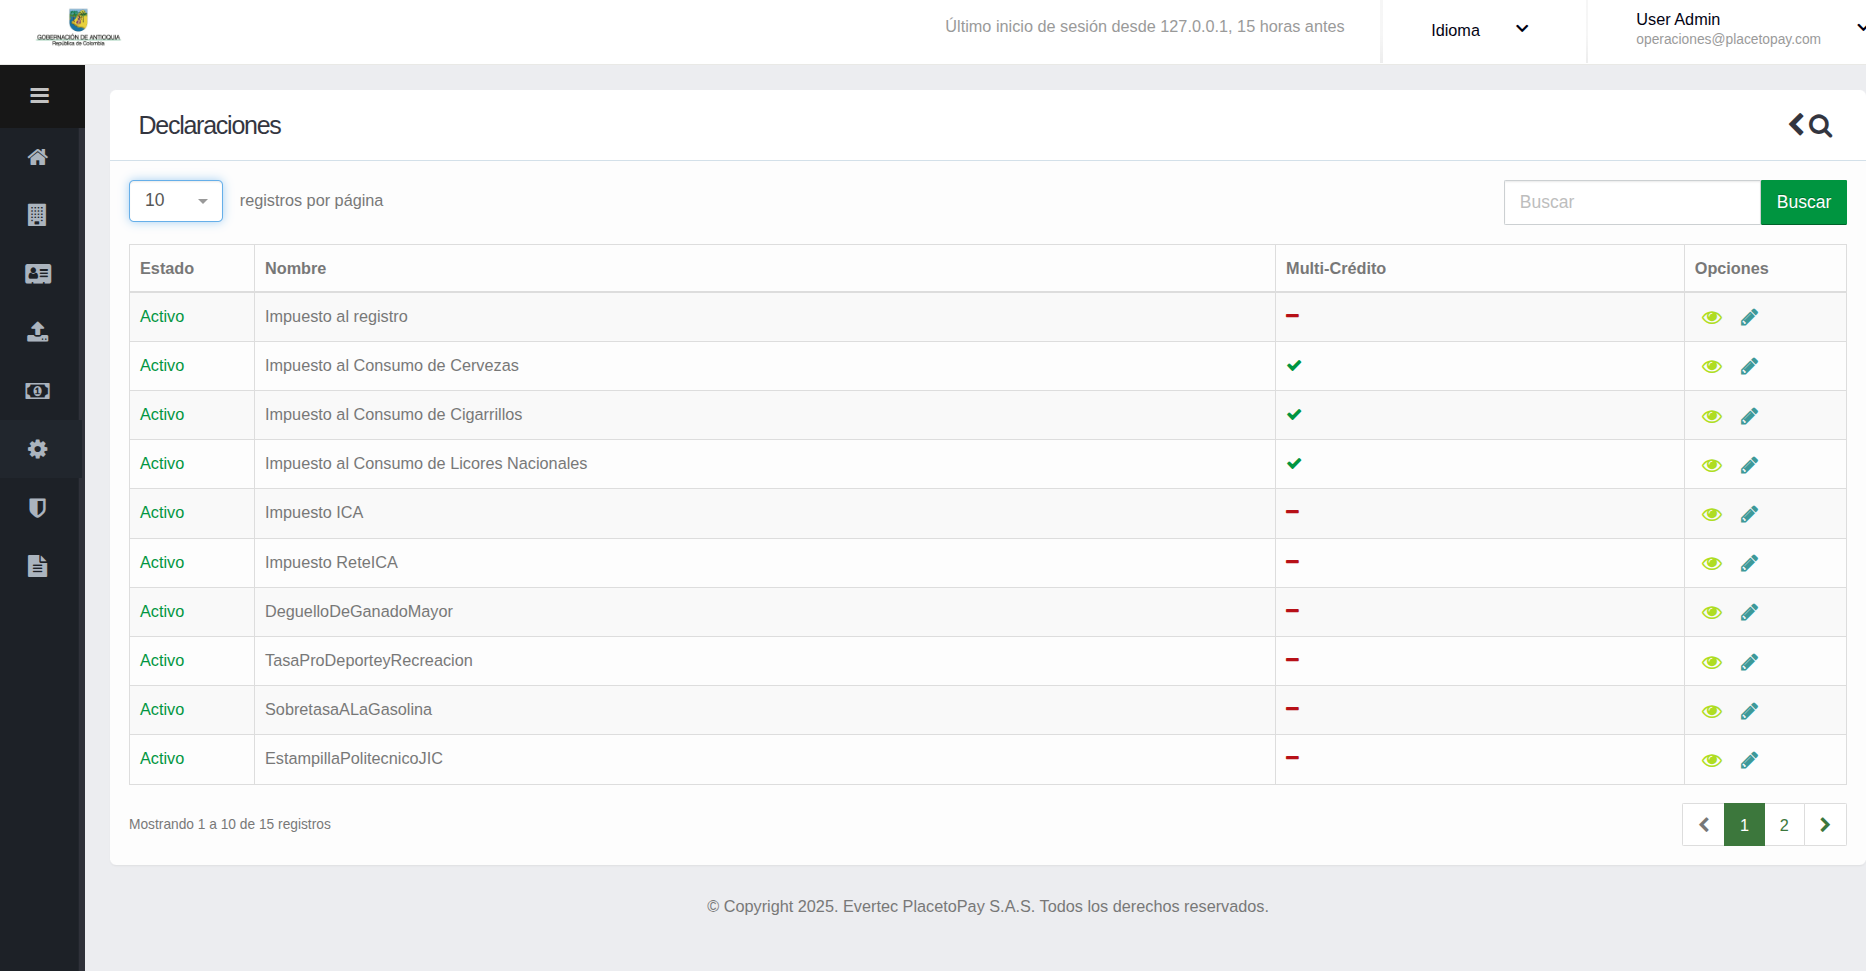 GOBERNACIÓN DE ANTIOQUIA
República de Colombia
Último inicio de sesión desde 127.0.0.1, 15 horas antes
Idioma
User Admin
operaciones@placetopay.com
Declaraciones
10 registros por página
Buscar Buscar
Estado Nombre Multi-Crédito Opciones
Activo Impuesto al registro
Activo Impuesto al Consumo de Cervezas
Activo Impuesto al Consumo de Cigarrillos
Activo Impuesto al Consumo de Licores Nacionales
Activo Impuesto ICA
Activo Impuesto ReteICA
Activo DeguelloDeGanadoMayor
Activo TasaProDeporteyRecreacion
Activo SobretasaALaGasolina
Activo EstampillaPolitecnicoJIC
Mostrando 1 a 10 de 15 registros
1 2
© Copyright 2025. Evertec PlacetoPay S.A.S. Todos los derechos reservados.